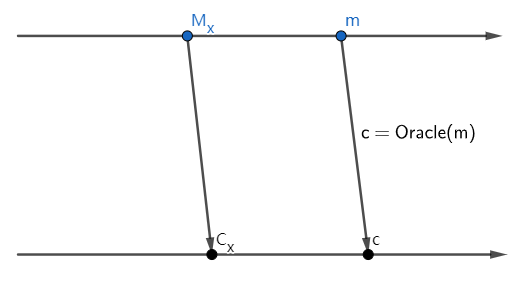 Mₓ
m
c = Oracle(m)
Cₓ
c